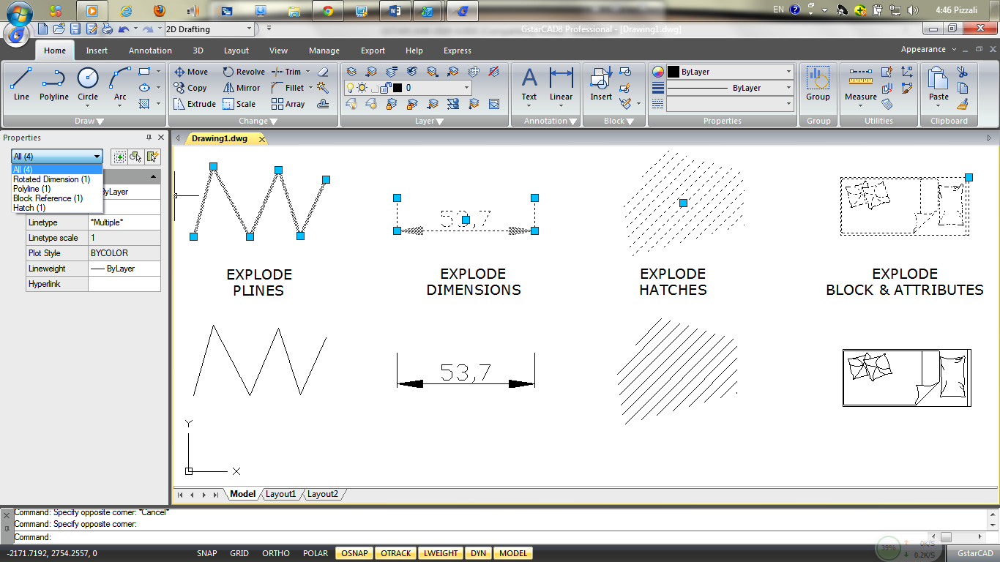 EN
4:46 Pizzali
2D Drafting
GstarCAD8 Professional - [Drawing1.dwg]
Home Insert Annotation 3D Layout View Manage Export Help Express
Appearance
Line Polyline Circle Arc
Move Revolve Trim
Copy Mirror Fillet
Extrude Scale Array
0
Text Linear
Insert
ByLayer
ByLayer
Group
Measure
Paste
Draw Change Layer Annotation Block Properties Group Utilities Clipboard
Properties
Drawing1.dwg
All (4)
All (4)
Rotated Dimension (1)
Polyline (1)
Block Reference (1)
Hatch (1)
ByLayer
Linetype *Multiple*
Linetype scale 1
Plot Style BYCOLOR
Lineweight ByLayer
Hyperlink
53,7
EXPLODE
PLINES
EXPLODE
DIMENSIONS
EXPLODE
HATCHES
EXPLODE
BLOCK & ATTRIBUTES
53,7
Y
X
Model Layout1 Layout2
Command: Specify opposite corner: *Cancel*
Command: Specify opposite corner:
Command:
39%
0K/S
0.2K/S
-2171.7192, 2754.2557, 0
SNAP GRID ORTHO POLAR OSNAP OTRACK LWEIGHT DYN MODEL
GstarCAD